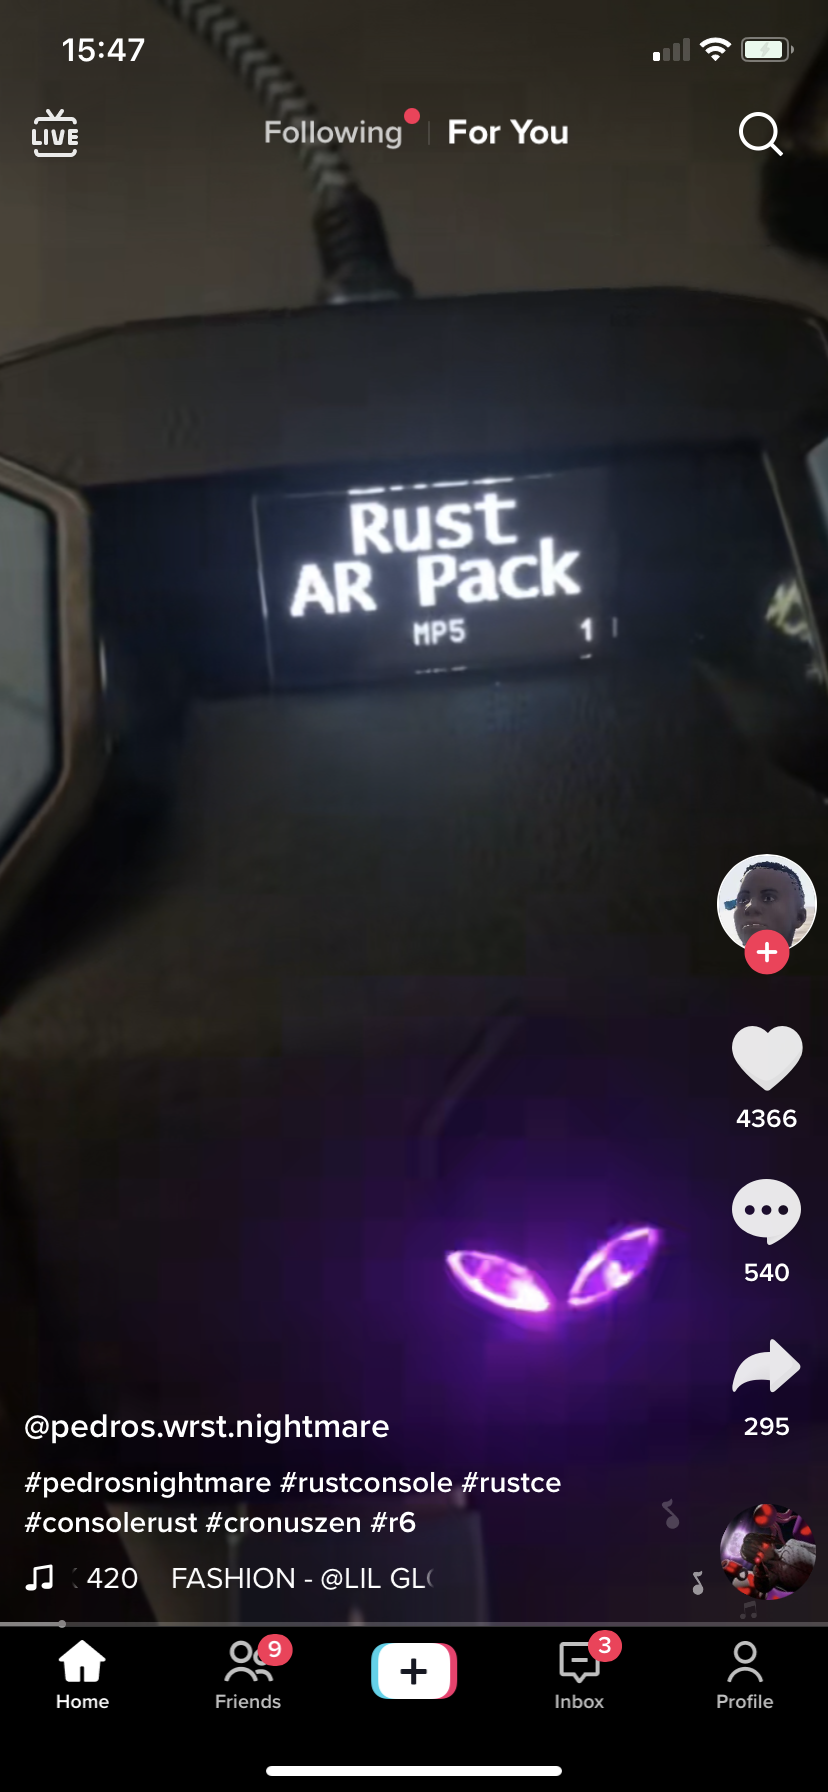 15:47
LIVE
Following
For You
Rust
AR Pack
MP5 1
4366
540
295
@pedros.wrst.nightmare
#pedrosnightmare #rustconsole #rustce
#consolerust #cronuszen #r6
420 FASHION - @LIL GL
9
3
Home
Friends
Inbox
Profile